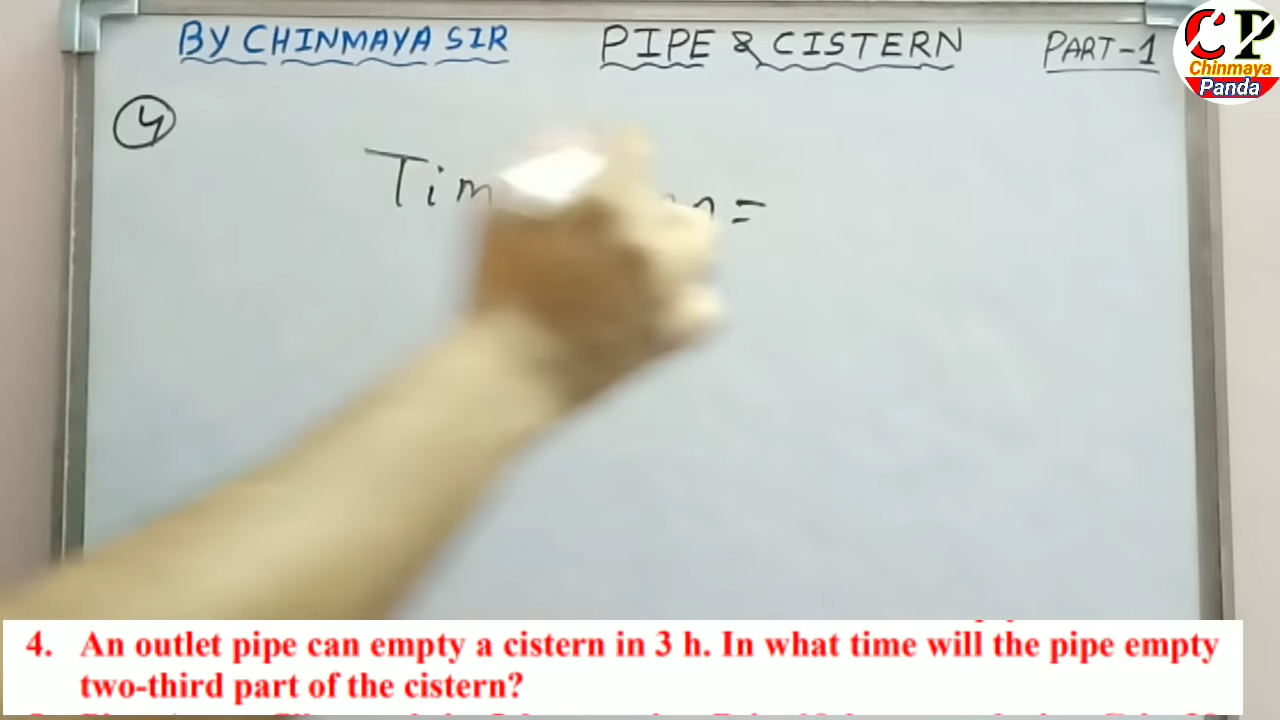 BY CHINMAYA SIR PIPE & CISTERN PART-1
CP
Chinmaya
Panda
4
=
4. An outlet pipe can empty a cistern in 3 h. In what time will the pipe empty
two-third part of the cistern?